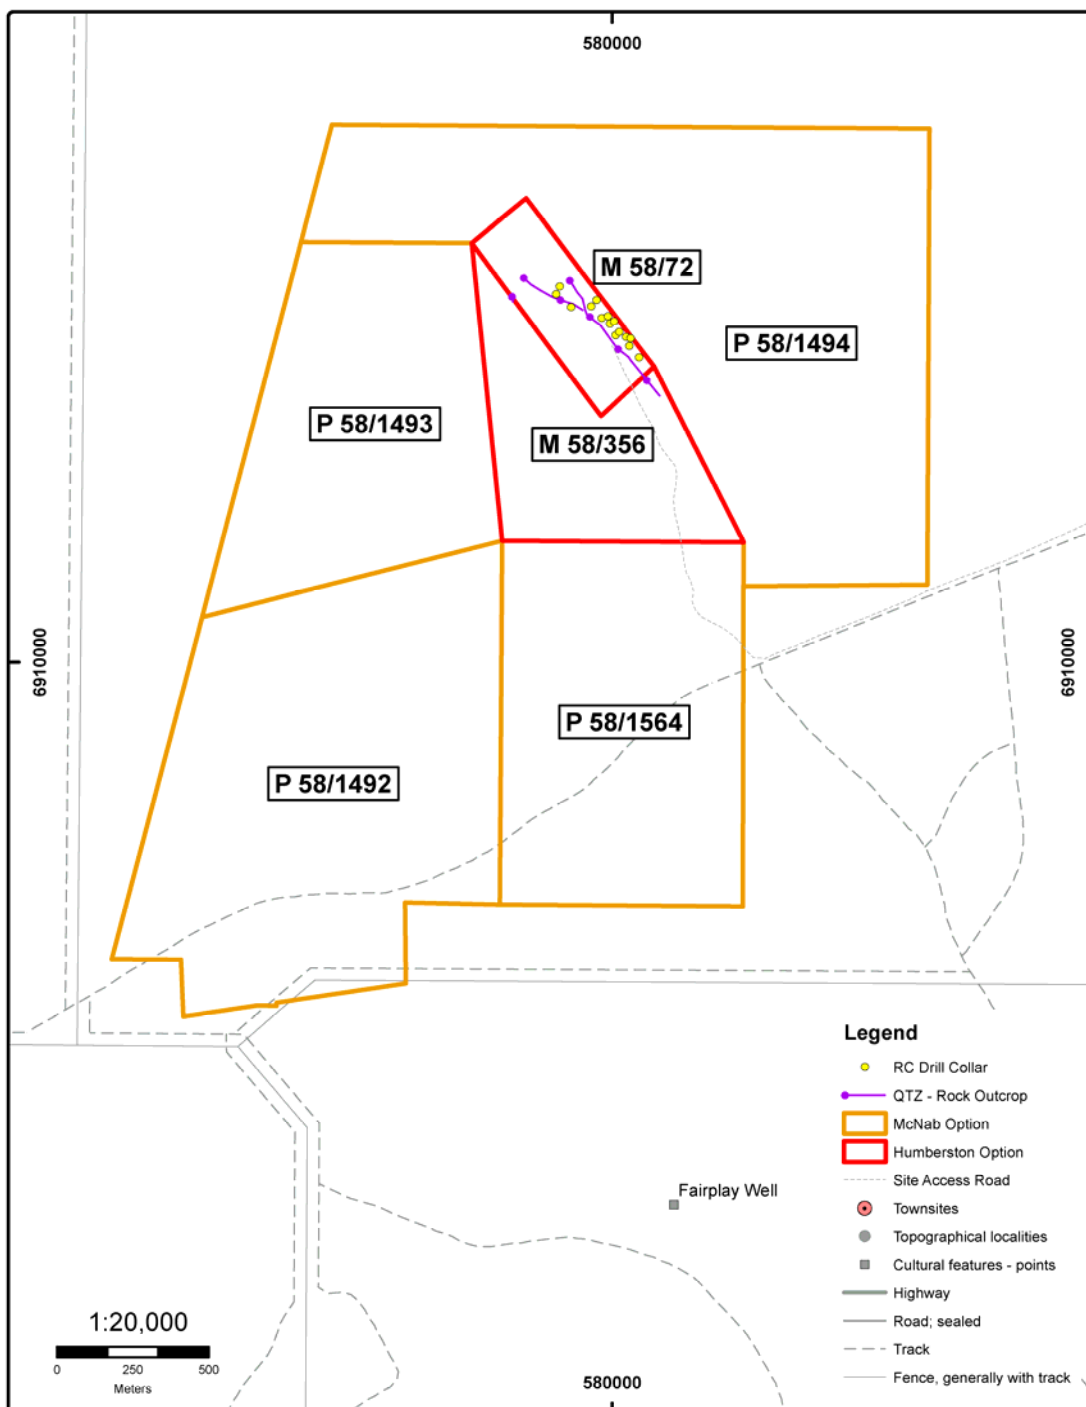 580000
M 58/72
P 58/1494
P 58/1493
M 58/356
6910000
6910000
P 58/1564
P 58/1492
Legend
RC Drill Collar
QTZ - Rock Outcrop
McNab Option
Humberston Option
Site Access Road
Townsites
Topographical localities
Cultural features - points
Highway
Road; sealed
Track
Fence, generally with track
Fairplay Well
1:20,000
0 250 500
Meters
580000